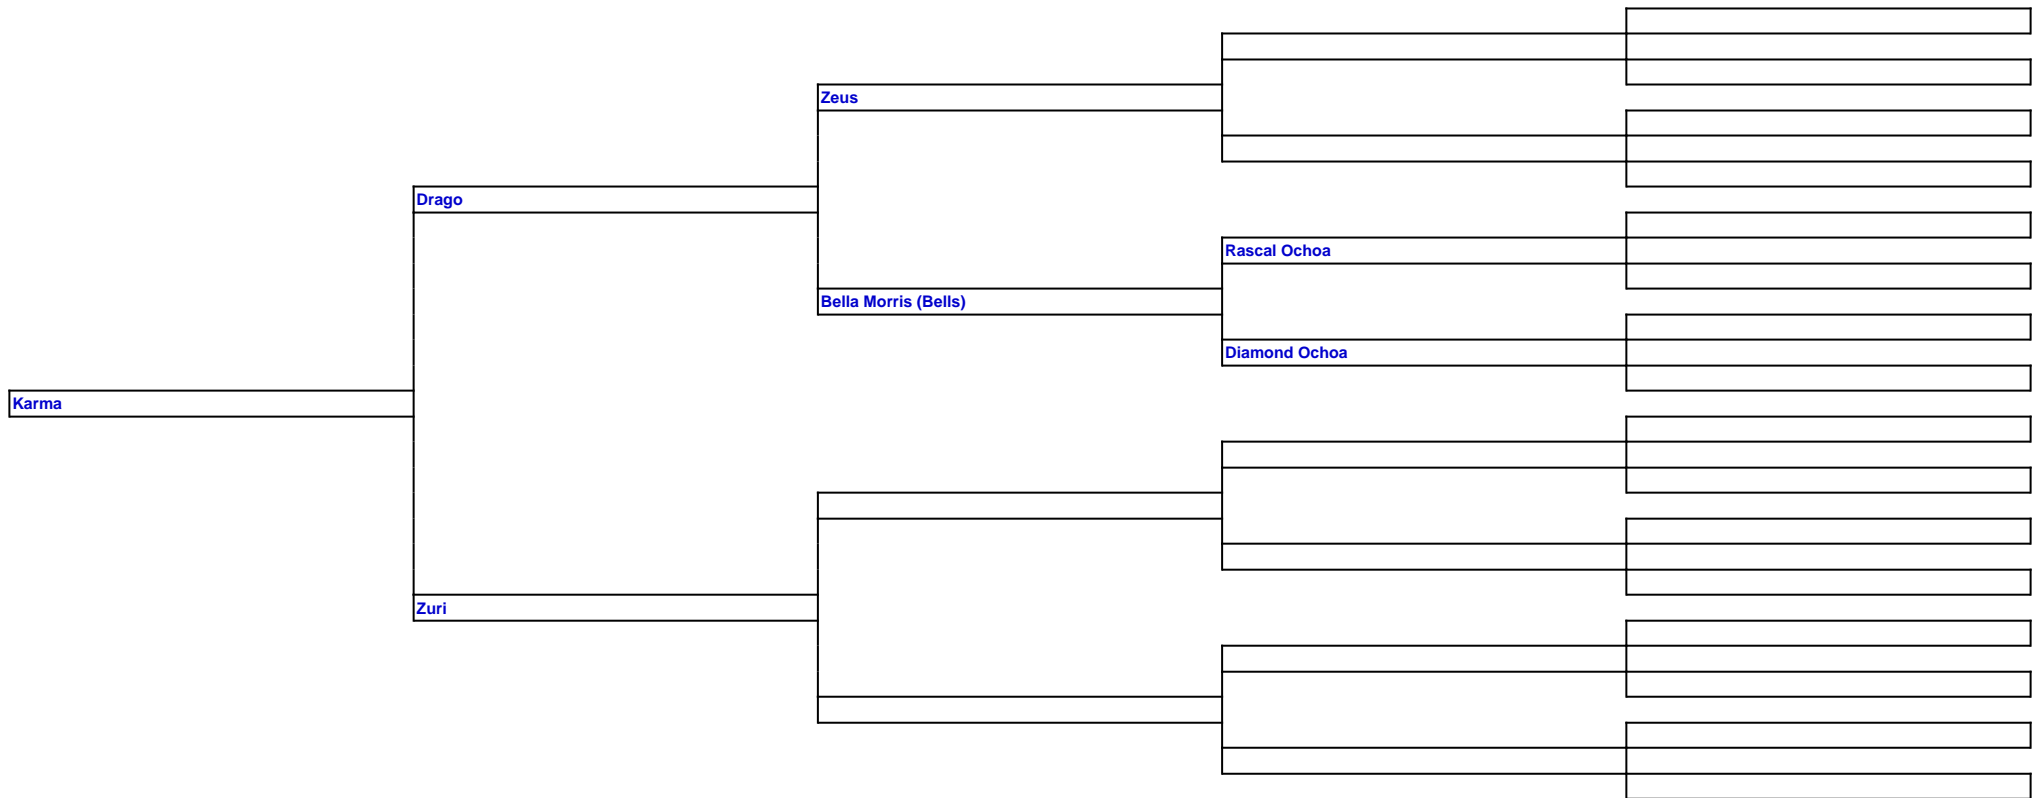 Zeus
Drago
Rascal Ochoa
Bella Morris (Bells)
Diamond Ochoa
Karma
Zuri